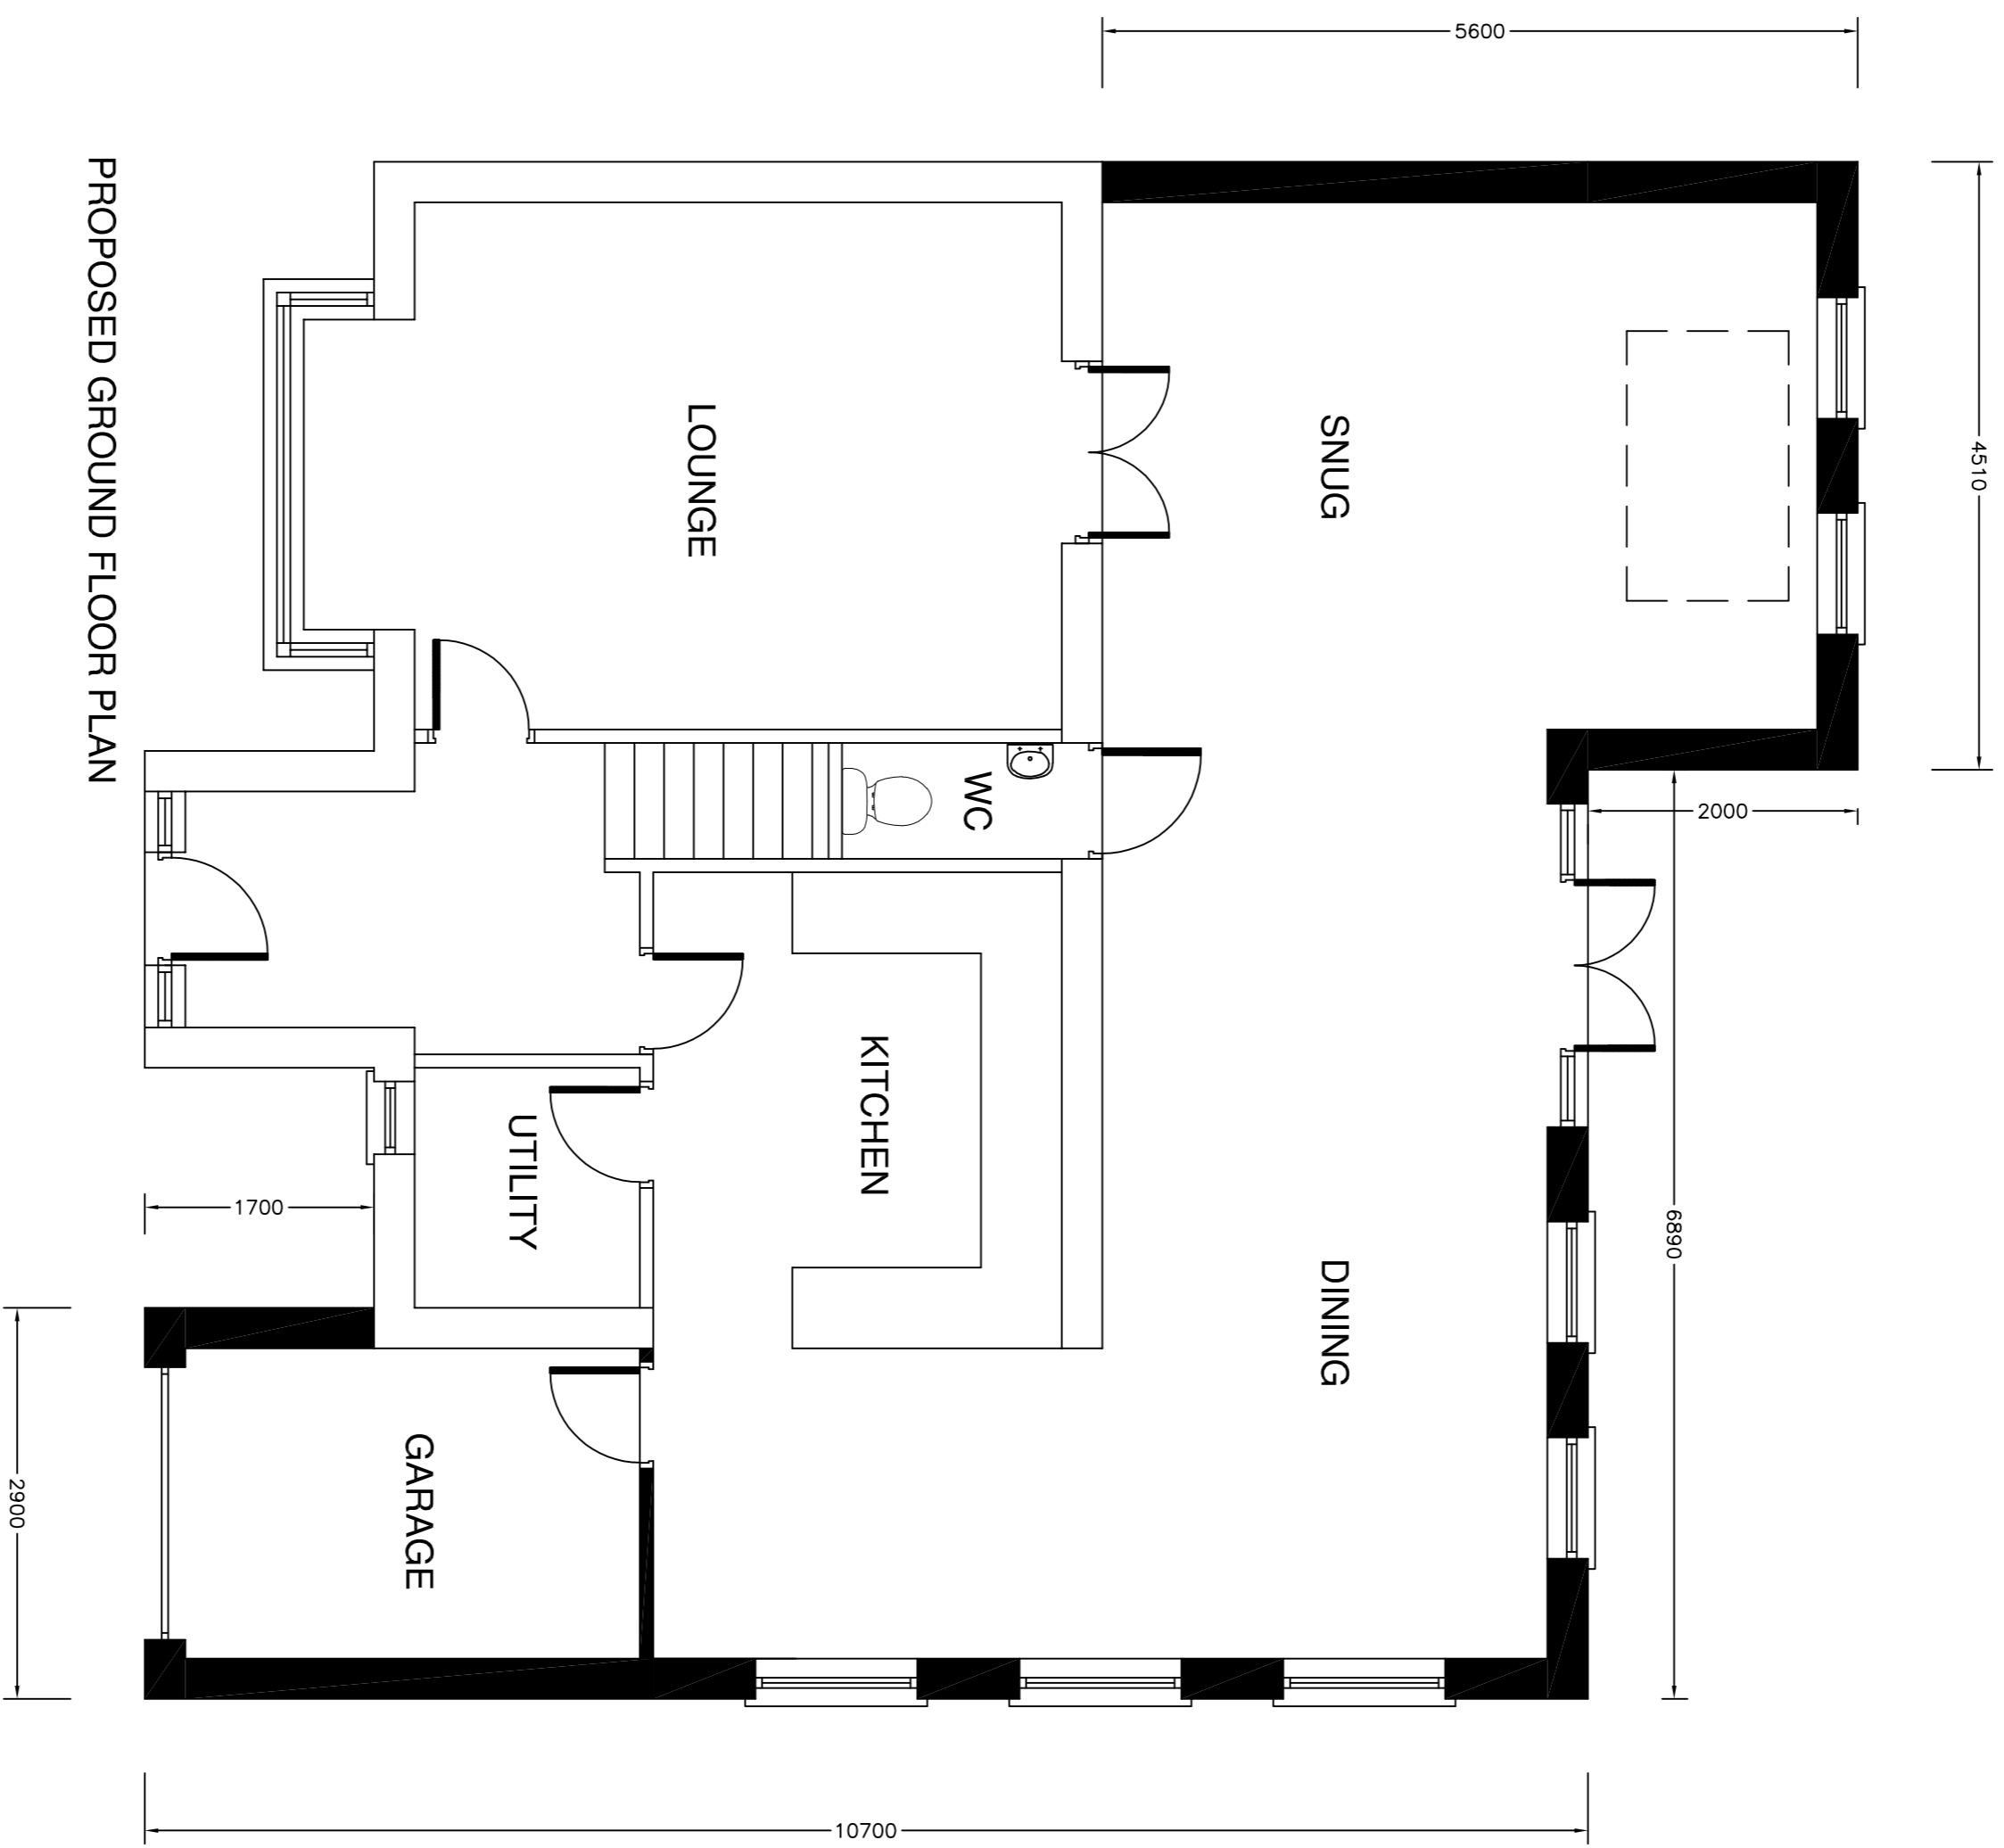 5600
4510
SNUG
LOUNGE
WC
2000
KITCHEN
UTILITY
1700
6890
DINING
GARAGE
2900
10700
PROPOSED GROUND FLOOR PLAN